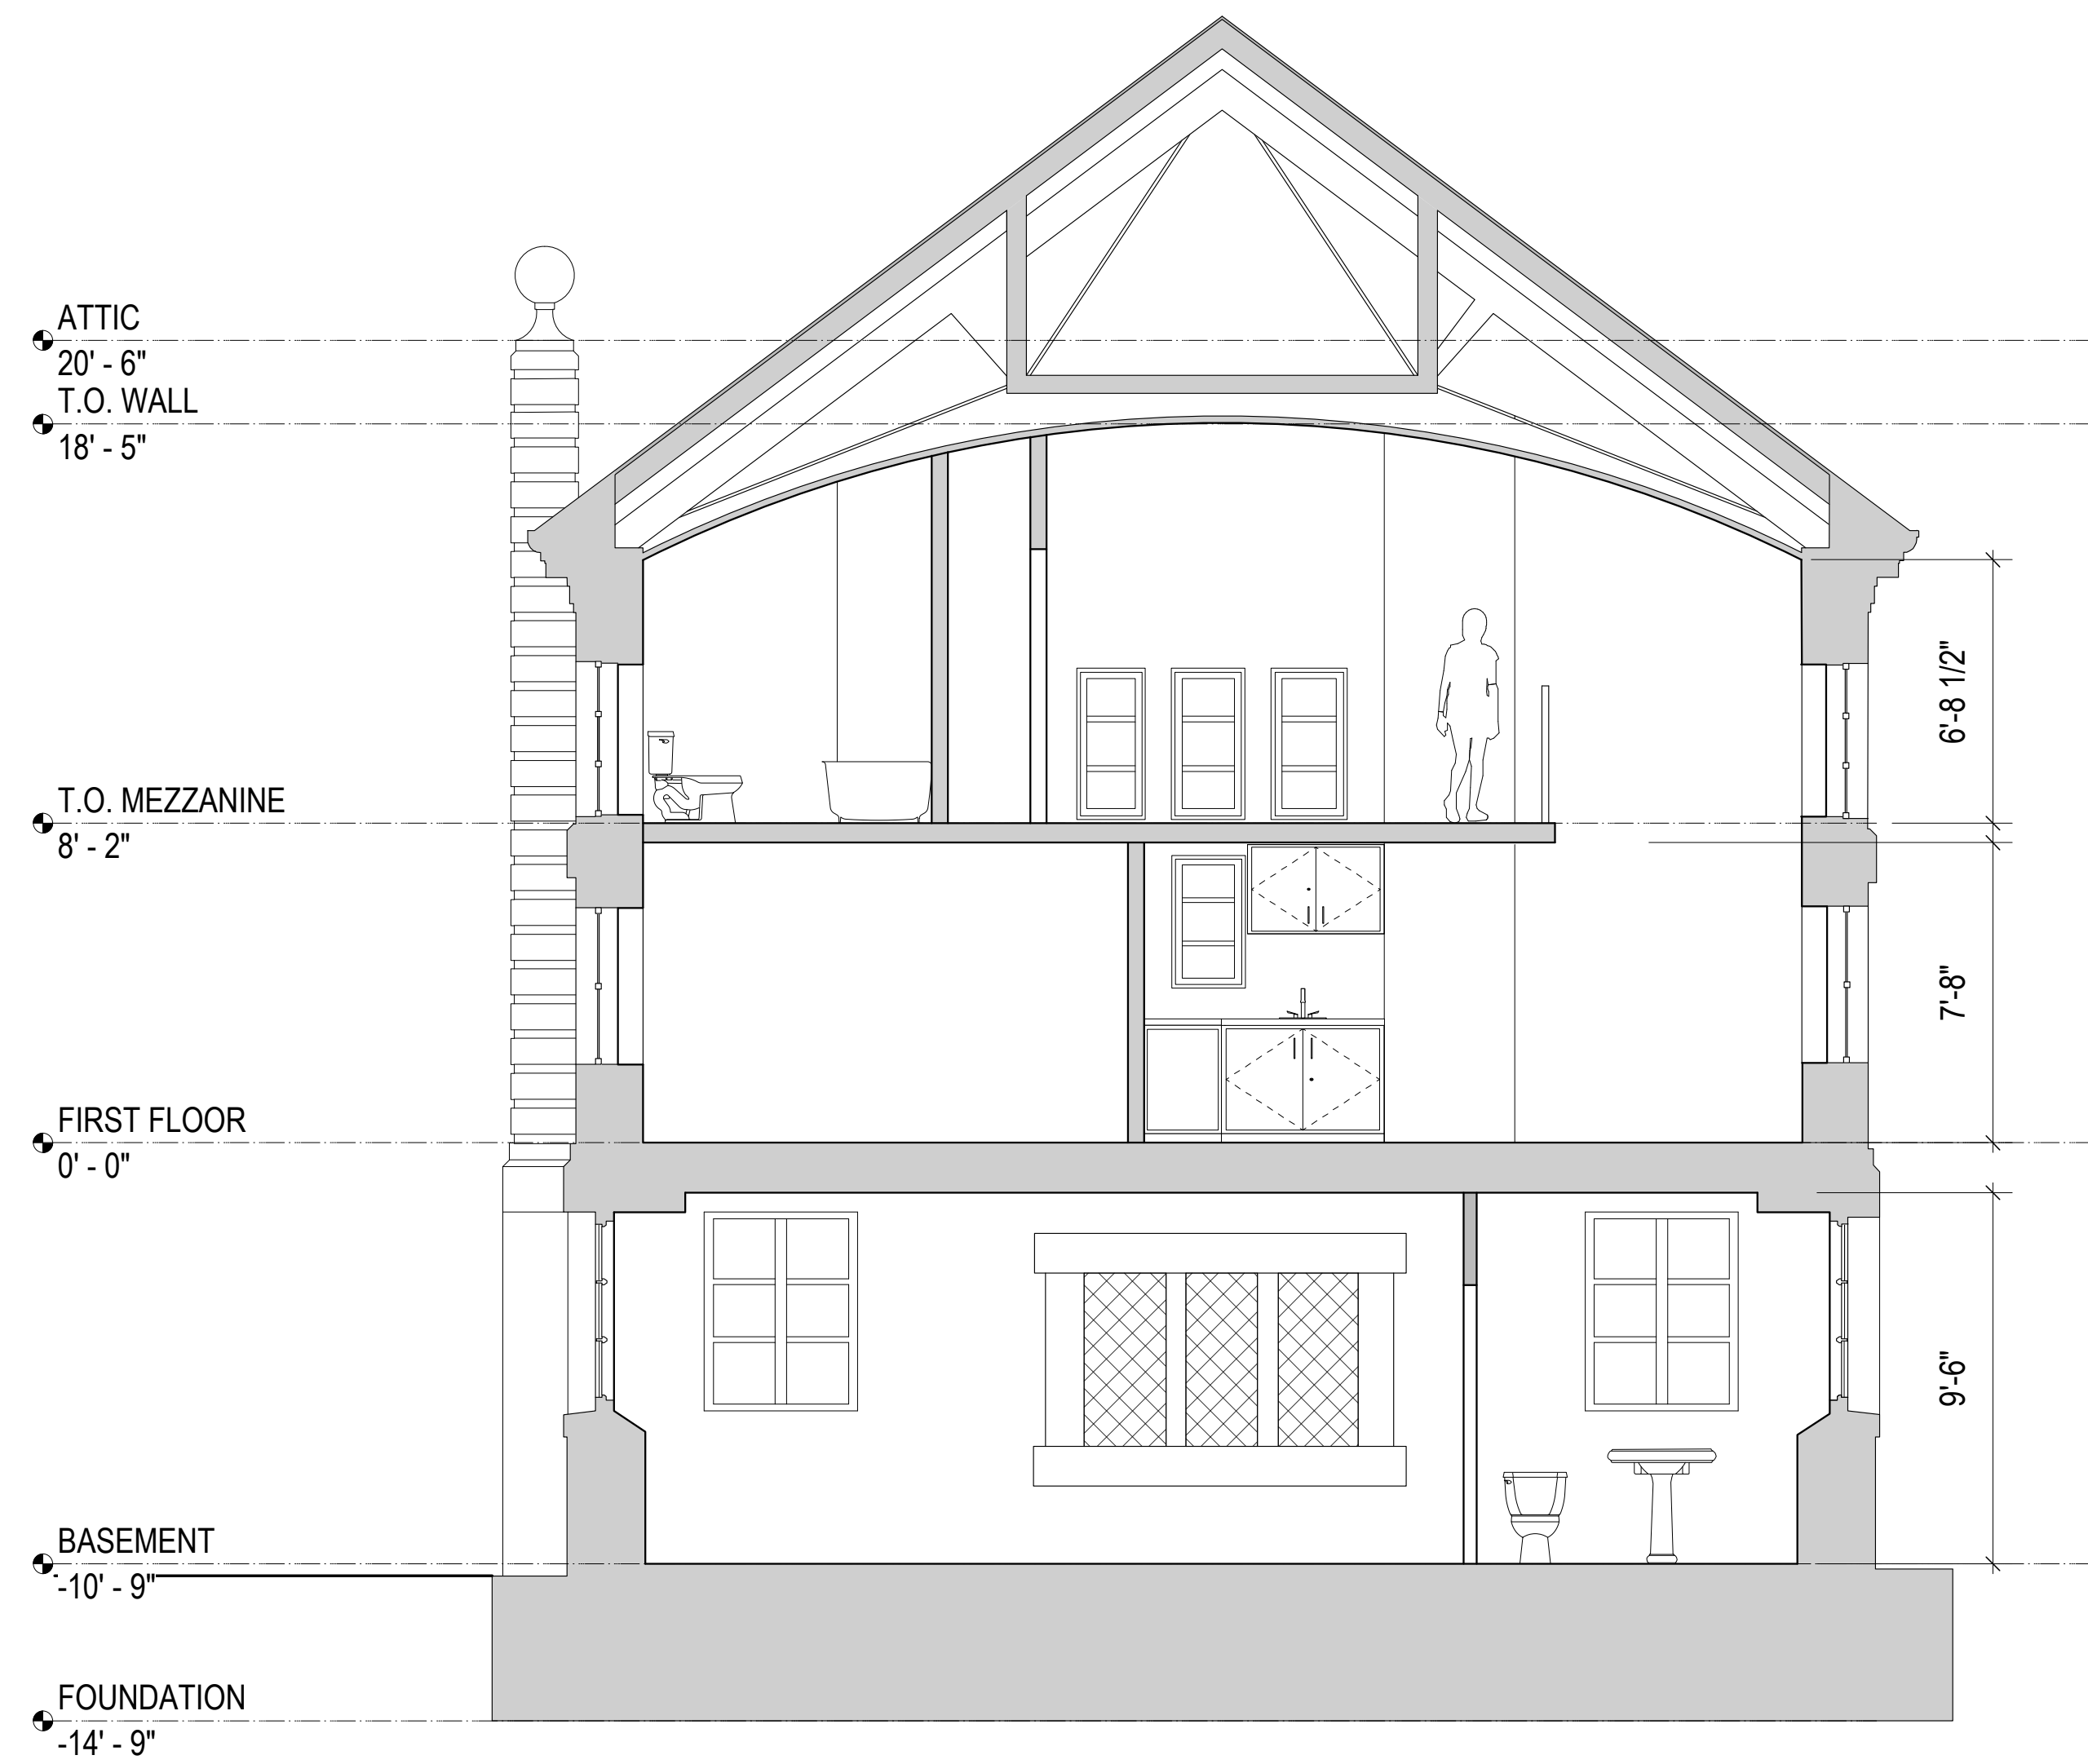 ATTIC
20' - 6"
T.O. WALL
18' - 5"
6'-8 1/2"
T.O. MEZZANINE
8' - 2"
7'-8"
FIRST FLOOR
0' - 0"
9'-6"
BASEMENT
-10' - 9"
FOUNDATION
-14' - 9"